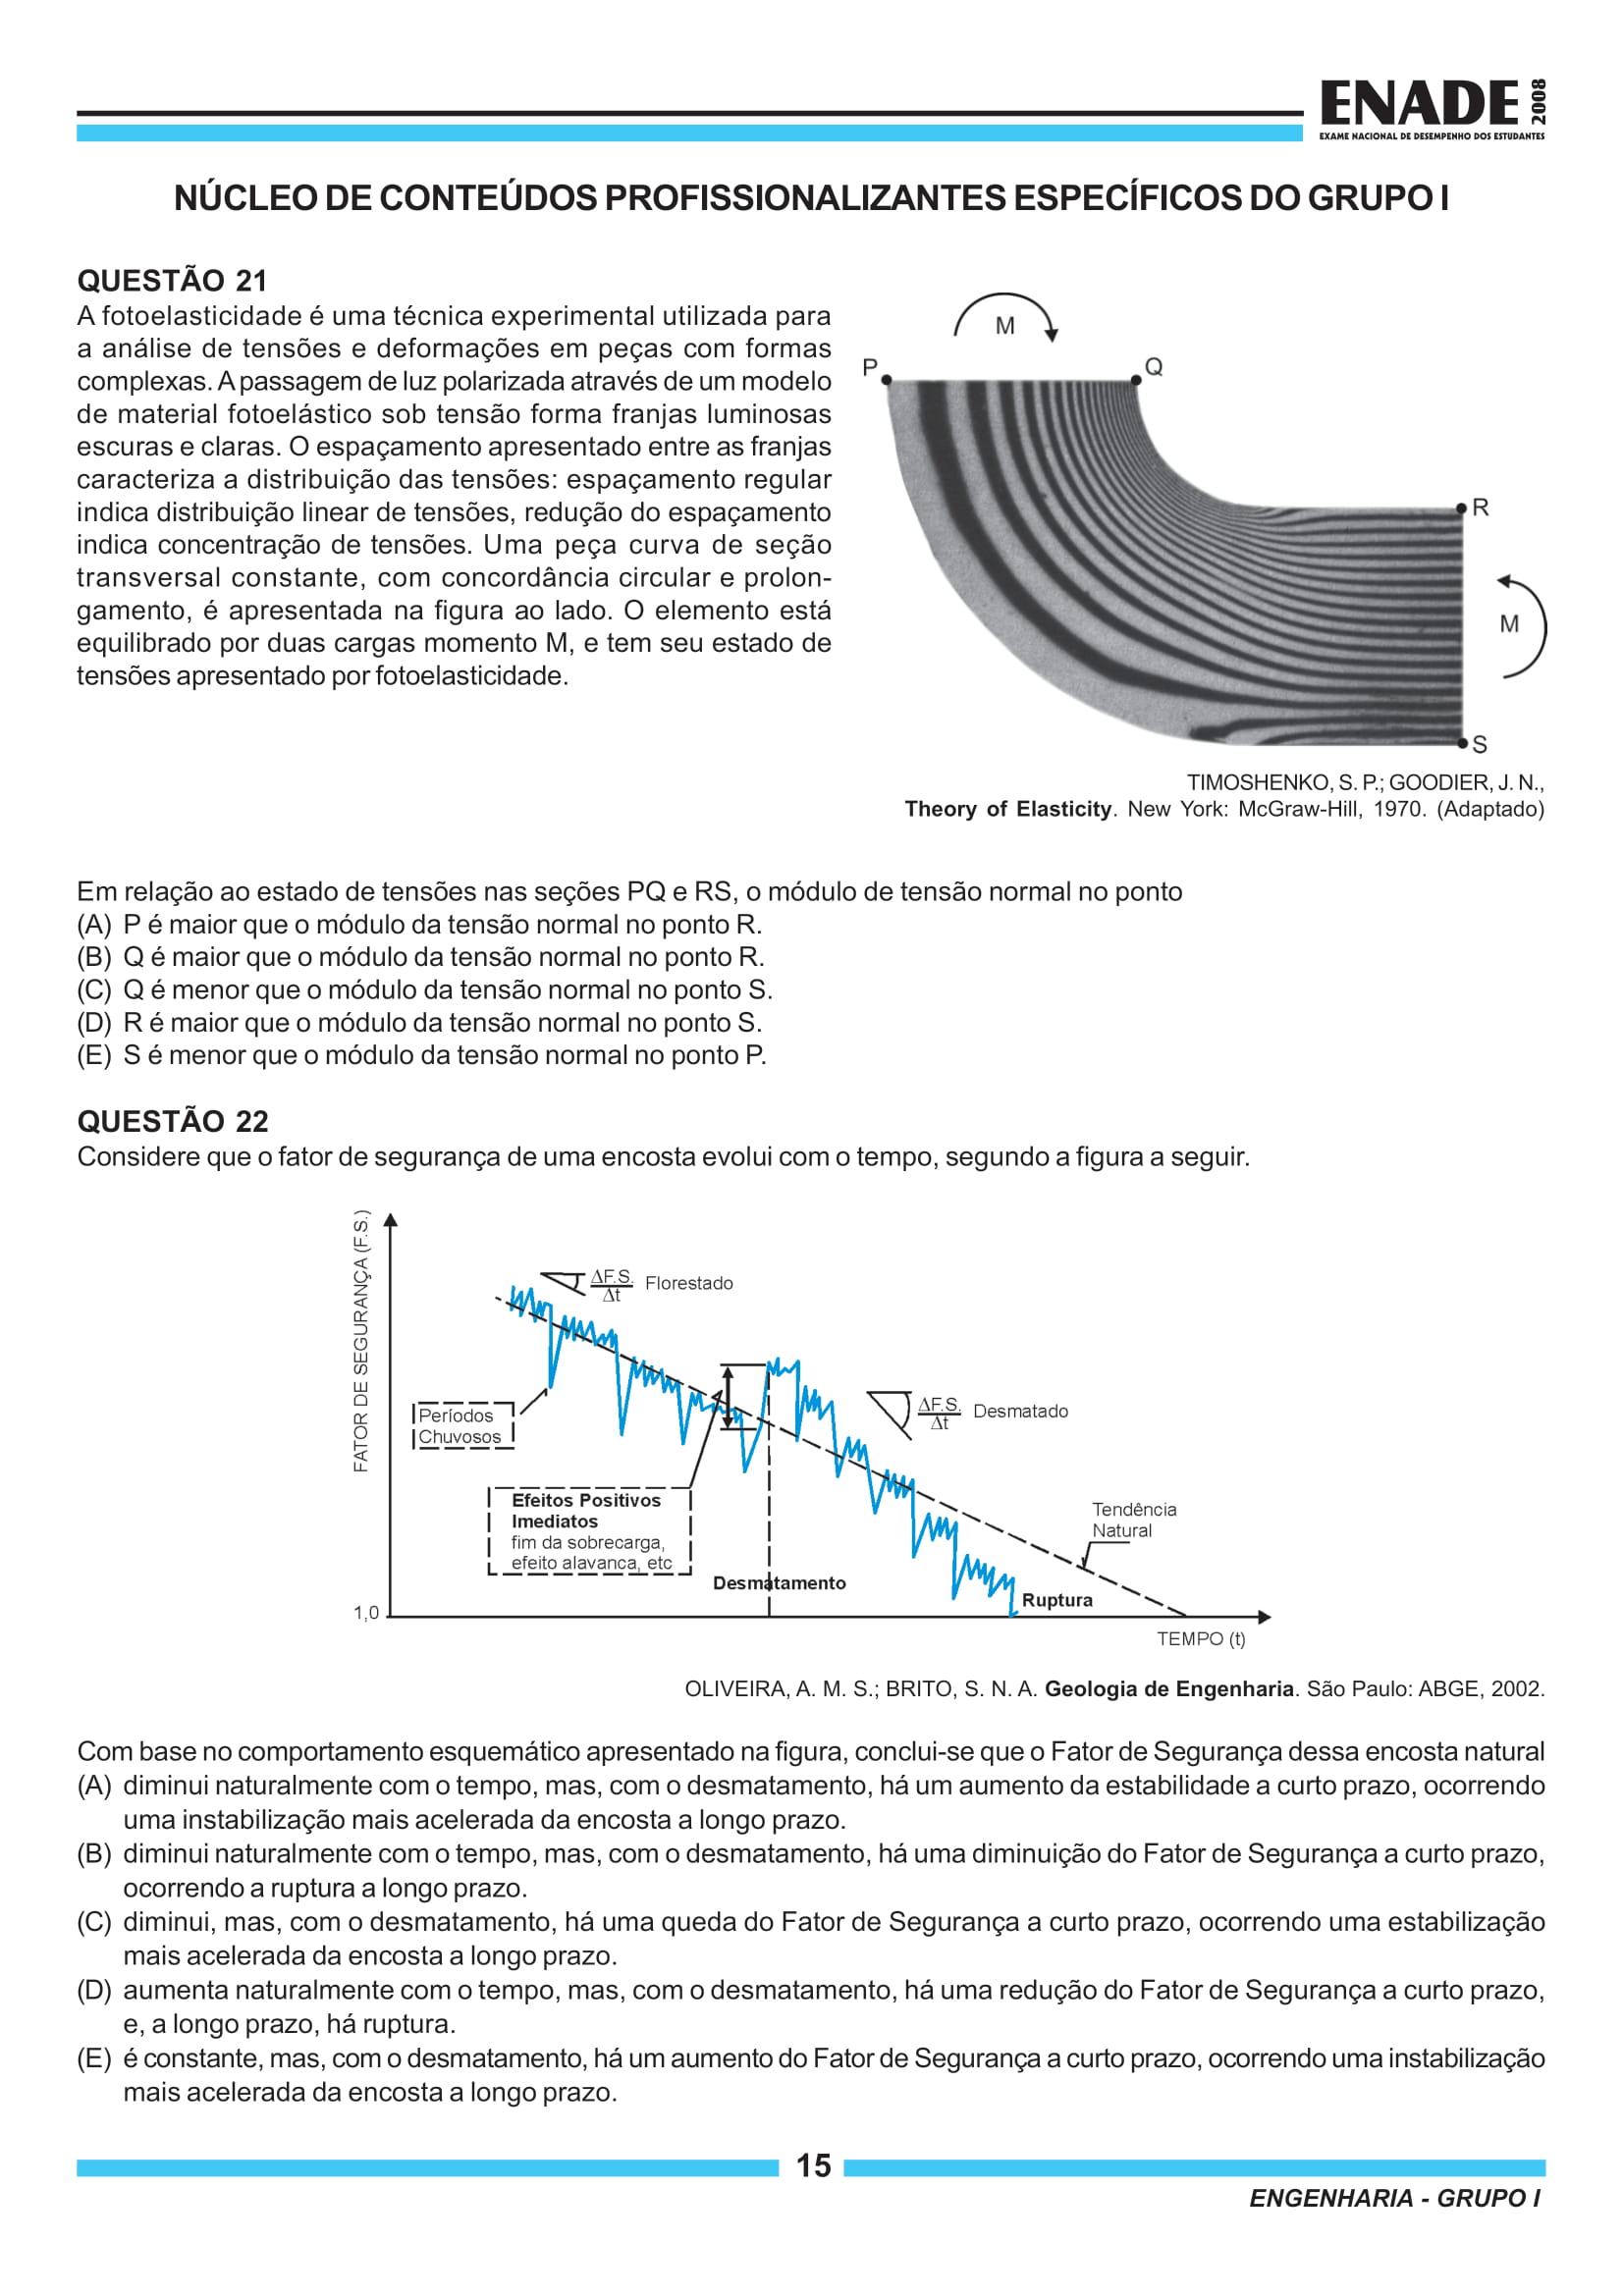 ENADE 2008
EXAME NACIONAL DE DESEMPENHO DOS ESTUDANTES
NÚCLEO DE CONTEÚDOS PROFISSIONALIZANTES ESPECÍFICOS DO GRUPO I
QUESTÃO 21
A fotoelasticidade é uma técnica experimental utilizada para
a análise de tensões e deformações em peças com formas
complexas. A passagem de luz polarizada através de um modelo
de material fotoelástico sob tensão forma franjas luminosas
escuras e claras. O espaçamento apresentado entre as franjas
caracteriza a distribuição das tensões: espaçamento regular
indica distribuição linear de tensões, redução do espaçamento
indica concentração de tensões. Uma peça curva de seção
transversal constante, com concordância circular e prolon-
gamento, é apresentada na figura ao lado. O elemento está
equilibrado por duas cargas momento M, e tem seu estado de
tensões apresentado por fotoelasticidade.
M
P
Q
R
M
S
TIMOSHENKO, S. P.; GOODIER, J. N.,
Theory of Elasticity. New York: McGraw-Hill, 1970. (Adaptado)
Em relação ao estado de tensões nas seções PQ e RS, o módulo de tensão normal no ponto
(A) P é maior que o módulo da tensão normal no ponto R.
(B) Q é maior que o módulo da tensão normal no ponto R.
(C) Q é menor que o módulo da tensão normal no ponto S.
(D) R é maior que o módulo da tensão normal no ponto S.
(E) S é menor que o módulo da tensão normal no ponto P.
QUESTÃO 22
Considere que o fator de segurança de uma encosta evolui com o tempo, segundo a figura a seguir.
FATOR DE SEGURANÇA (F.S.)
ΔF.S.
Δt
Florestado
Períodos
Chuvosos
ΔF.S.
Δt
Desmatado
Efeitos Positivos
Imediatos
fim da sobrecarga,
efeito alavanca, etc
Tendência
Natural
Desmatamento
Ruptura
1,0
TEMPO (t)
OLIVEIRA, A. M. S.; BRITO, S. N. A. Geologia de Engenharia. São Paulo: ABGE, 2002.
Com base no comportamento esquemático apresentado na figura, conclui-se que o Fator de Segurança dessa encosta natural
(A) diminui naturalmente com o tempo, mas, com o desmatamento, há um aumento da estabilidade a curto prazo, ocorrendo
uma instabilização mais acelerada da encosta a longo prazo.
(B) diminui naturalmente com o tempo, mas, com o desmatamento, há uma diminuição do Fator de Segurança a curto prazo,
ocorrendo a ruptura a longo prazo.
(C) diminui, mas, com o desmatamento, há uma queda do Fator de Segurança a curto prazo, ocorrendo uma estabilização
mais acelerada da encosta a longo prazo.
(D) aumenta naturalmente com o tempo, mas, com o desmatamento, há uma redução do Fator de Segurança a curto prazo,
e, a longo prazo, há ruptura.
(E) é constante, mas, com o desmatamento, há um aumento do Fator de Segurança a curto prazo, ocorrendo uma instabilização
mais acelerada da encosta a longo prazo.
15
ENGENHARIA - GRUPO I